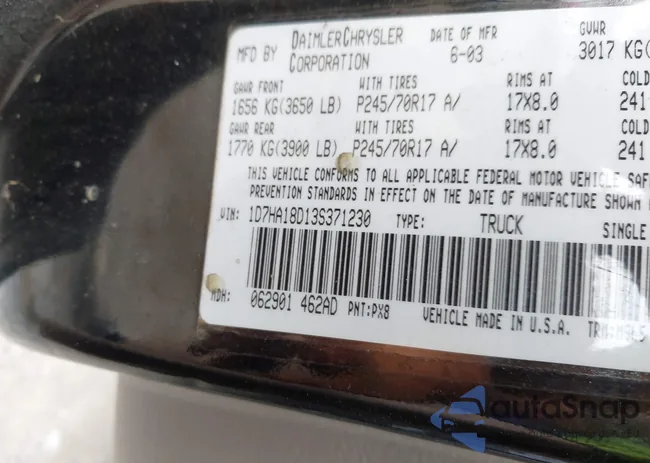 MFD BY DAIMLERCHRYSLER CORPORATION DATE OF MFR 6-03 GVWR 3017 KG(
GAWR FRONT WITH TIRES RIMS AT COLD
1656 KG(3650 LB) P245/70R17 A/ 17X8.0 241
GAWR REAR WITH TIRES RIMS AT COLD
1770 KG(3900 LB) P245/70R17 A/ 17X8.0 241
THIS VEHICLE CONFORMS TO ALL APPLICABLE FEDERAL MOTOR VEHICLE SAF
PREVENTION STANDARDS IN EFFECT ON THE DATE OF MANUFACTURE SHOWN
VIN: 1D7HA18D13S371230 TYPE: TRUCK SINGLE
MDH: 062901 462AD PNT:PX8 VEHICLE MADE IN U.S.A.
autoSnap